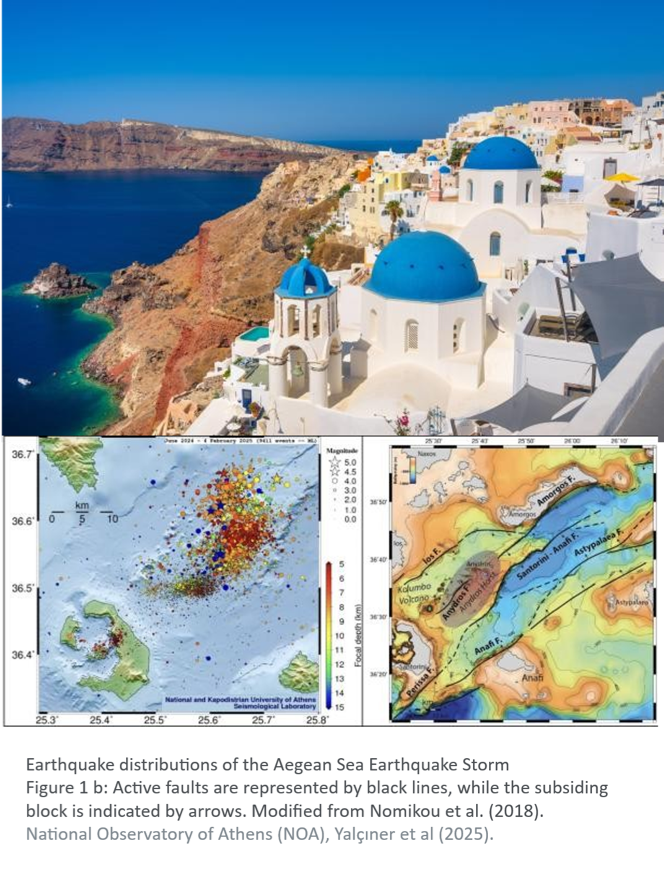 June 2024 - 4 February 2025 (9411 events -- ML)
36.7°
36.6°
36.5°
36.4°
25.3°
25.4°
25.5°
25.6°
25.7°
25.8°
km
0 5 10
Magnitude
5.0
4.5
4.0
3.0
2.0
1.0
0.0
5
6
7
8
9
10
11
12
13
14
15
Focal depth (km)
National and Kapodistrian University of Athens
Seismological Laboratory
25°30'
25°40'
25°50'
26°00'
26°10'
36°50'
36°40'
36°30'
36°20'
Naxos
Amorgos F.
Amorgos
Ios
Ios F.
Santorini - Anafi F.
Astypalaea F.
Anydros
Anydros F.
Anydros Horst
Kolumbo
Volcano
Astypalaea
Anafi F.
Anafi
Santorini
Perissa F.
km
Earthquake distributions of the Aegean Sea Earthquake Storm
Figure 1 b: Active faults are represented by black lines, while the subsiding
block is indicated by arrows. Modified from Nomikou et al. (2018).
National Observatory of Athens (NOA), Yalçıner et al (2025).